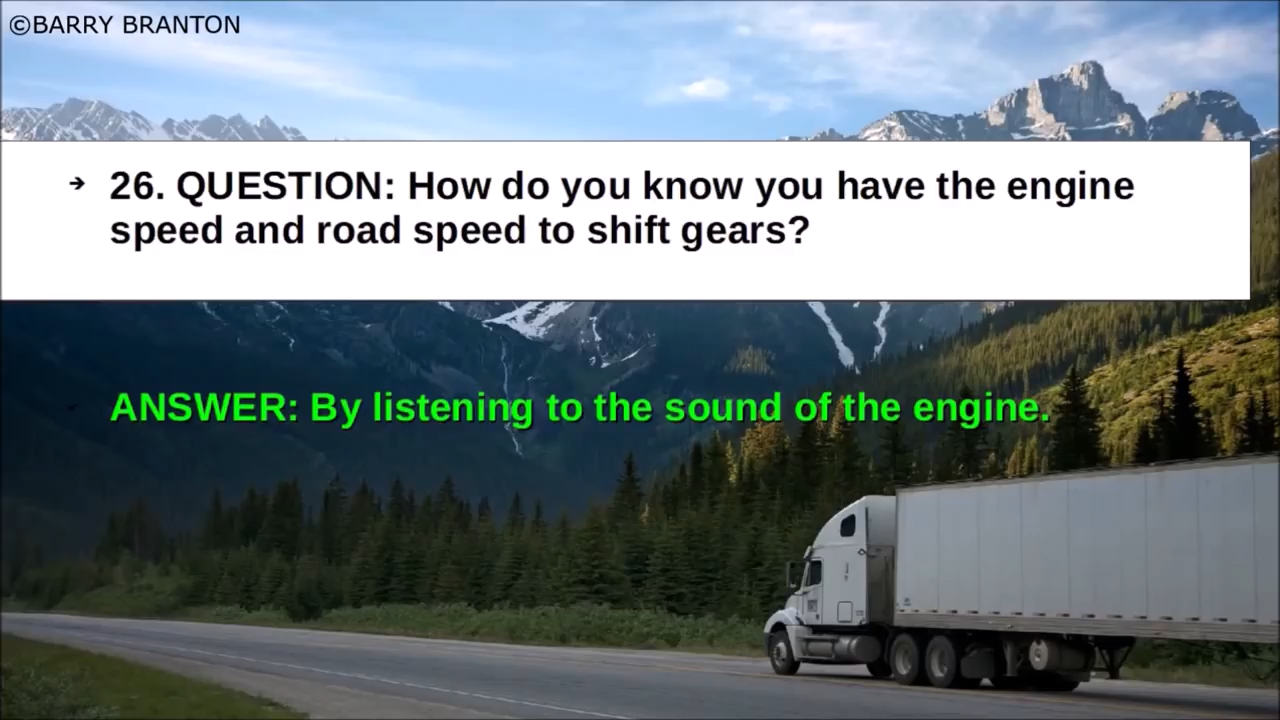 ©BARRY BRANTON
➔ 26. QUESTION: How do you know you have the engine
speed and road speed to shift gears?
ANSWER: By listening to the sound of the engine.